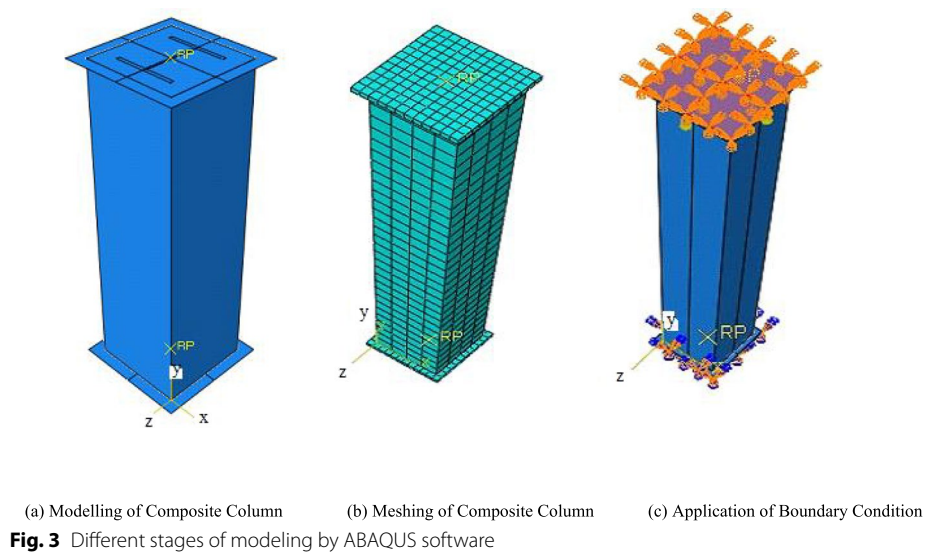 RP
RP
y
z
x
RP
y
RP
z
RP
y
RP
z
(a) Modelling of Composite Column
(b) Meshing of Composite Column
(c) Application of Boundary Condition
Fig. 3 Different stages of modeling by ABAQUS software